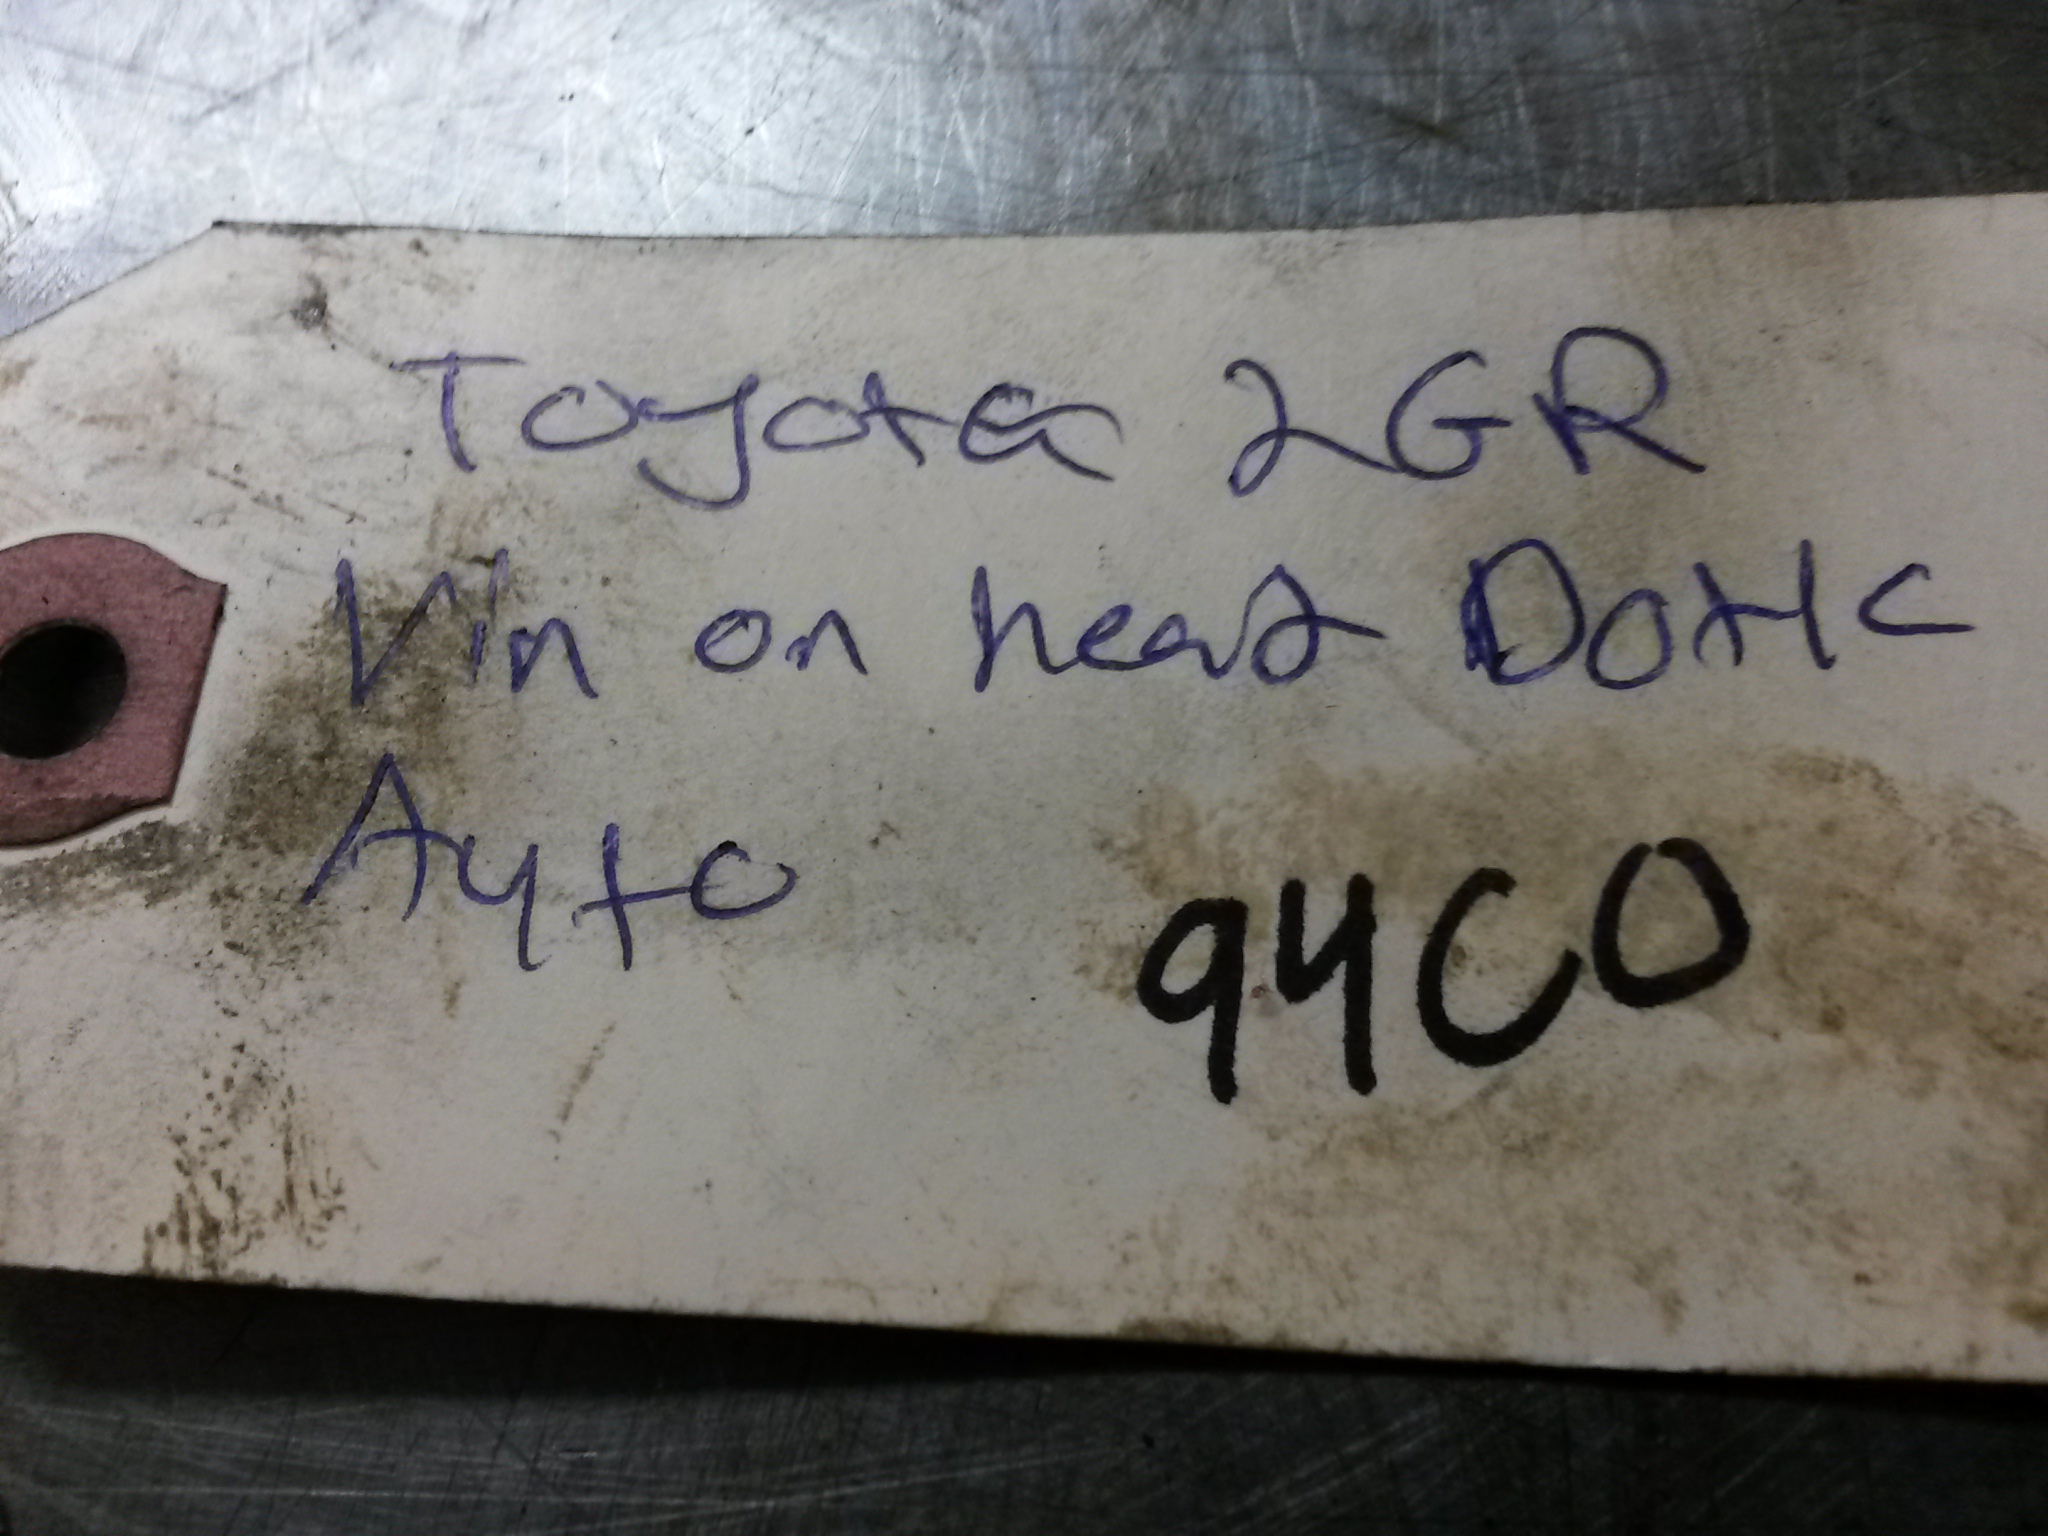 Toyota 2GR
Vin on head DOHC
Auto
94C0